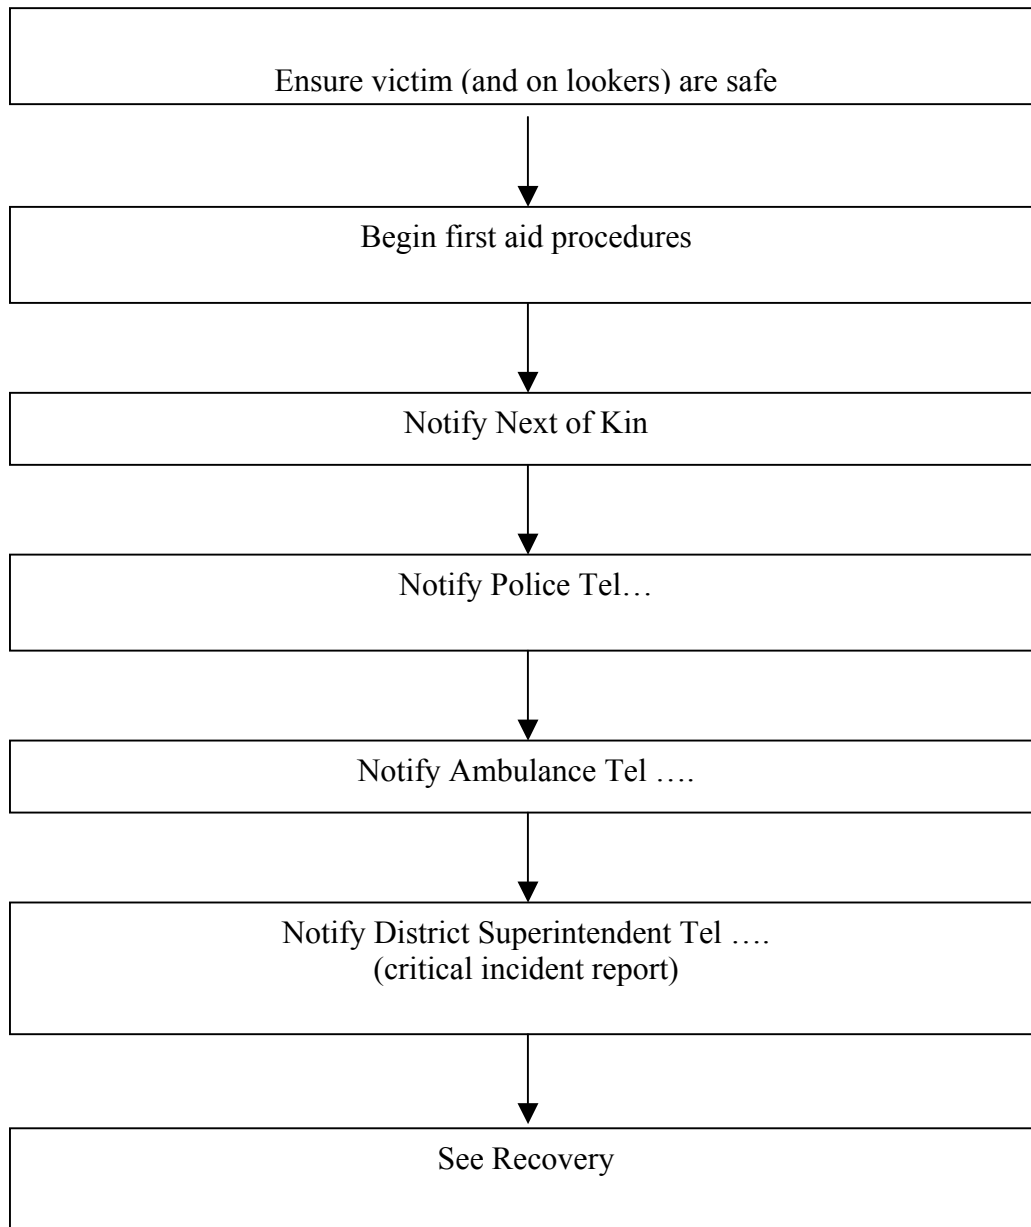 Ensure victim (and on lookers) are safe
Begin first aid procedures
Notify Next of Kin
Notify Police Tel…
Notify Ambulance Tel ….
Notify District Superintendent Tel ….
(critical incident report)
See Recovery